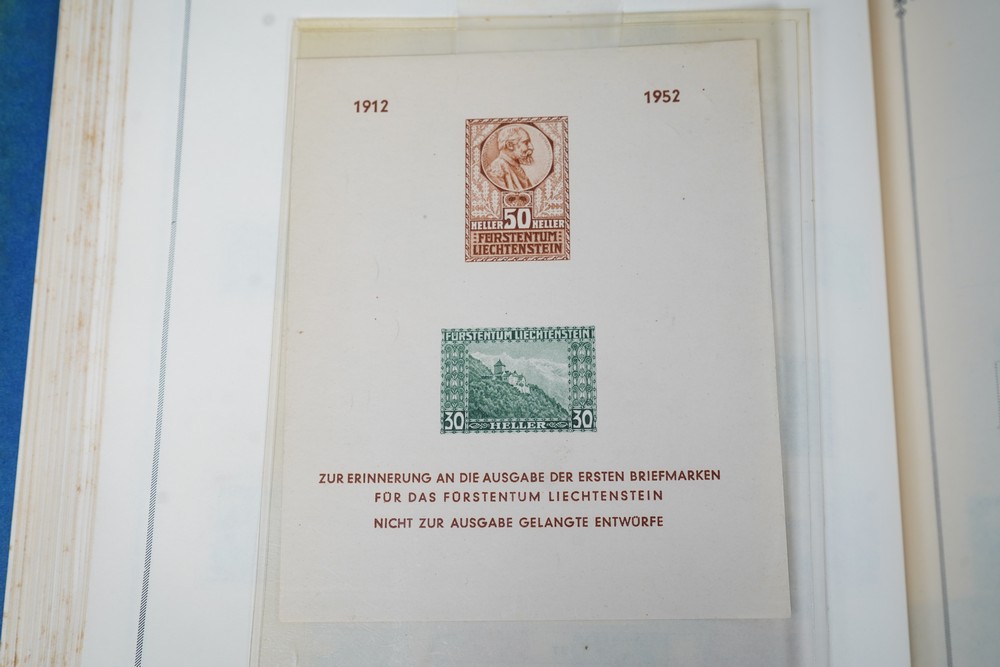 1912
1952
HELLER 50 HELLER
FÜRSTENTUM
LIECHTENSTEIN
FÜRSTENTUM LIECHTENSTEIN
30 HELLER 30
ZUR ERINNERUNG AN DIE AUSGABE DER ERSTEN BRIEFMARKEN
FÜR DAS FÜRSTENTUM LIECHTENSTEIN
NICHT ZUR AUSGABE GELANGTE ENTWÜRFE